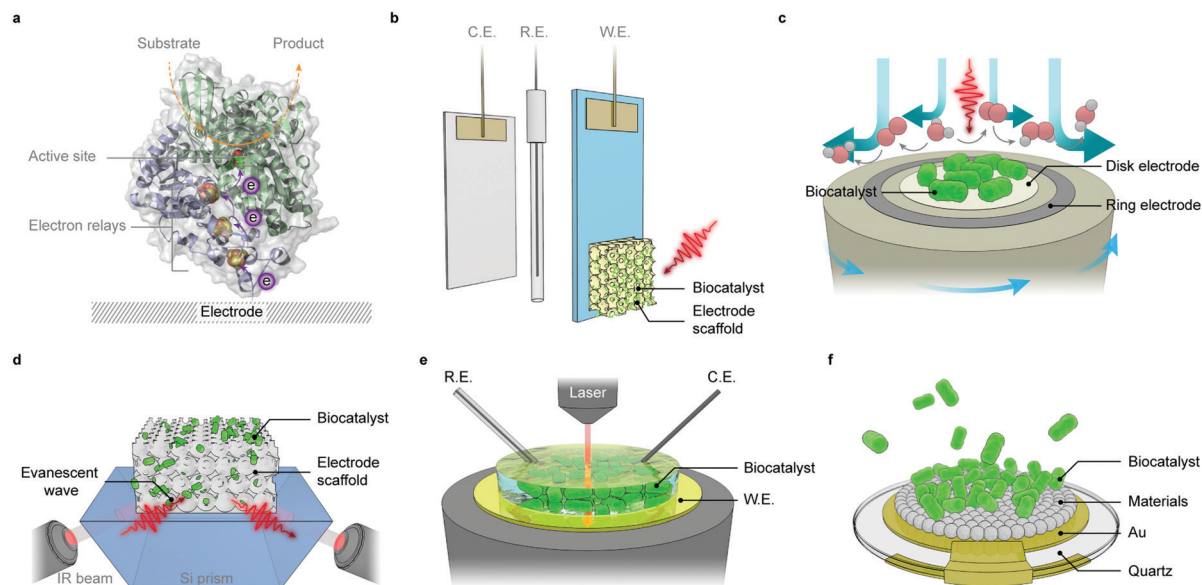 a
Substrate
Product
Active site
e
Electron relays
e
Electrode
b
C.E.
R.E.
W.E.
Biocatalyst
Electrode
scaffold
c
Disk electrode
Biocatalyst
Ring electrode
d
Biocatalyst
Evanescent
wave
Electrode
scaffold
IR beam
Si prism
e
R.E.
Laser
C.E.
Biocatalyst
W.E.
f
Biocatalyst
Materials
Au
Quartz